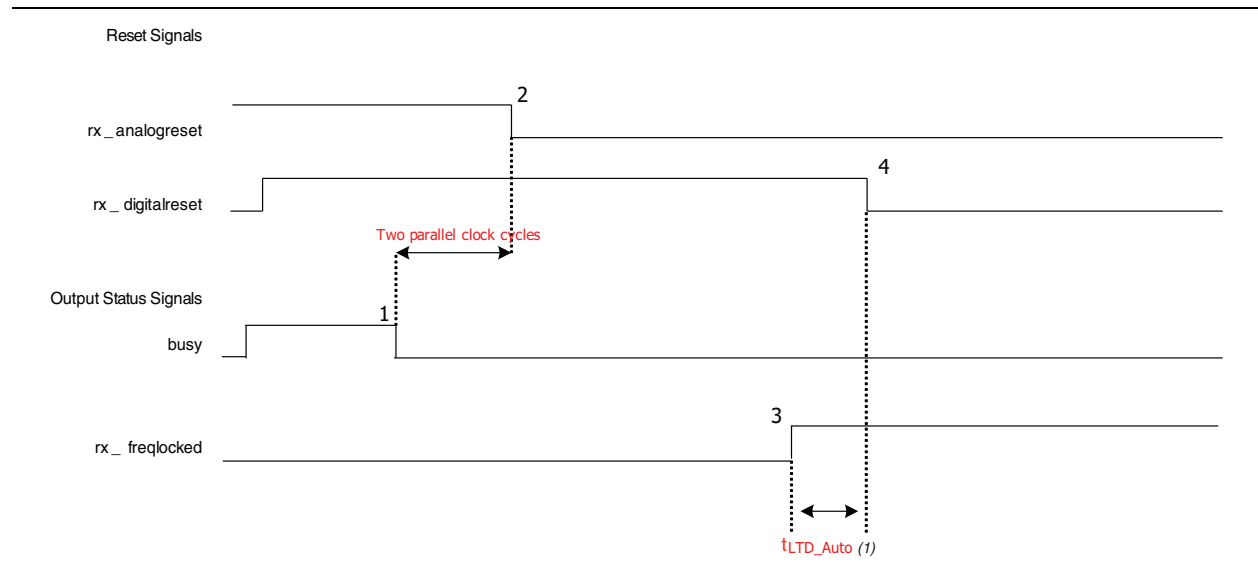 Reset Signals
2
rx _ analogreset
4
rx _ digitalreset
Two parallel clock cycles
Output Status Signals
1
busy
3
rx _ freqlocked
tLTD_Auto (1)